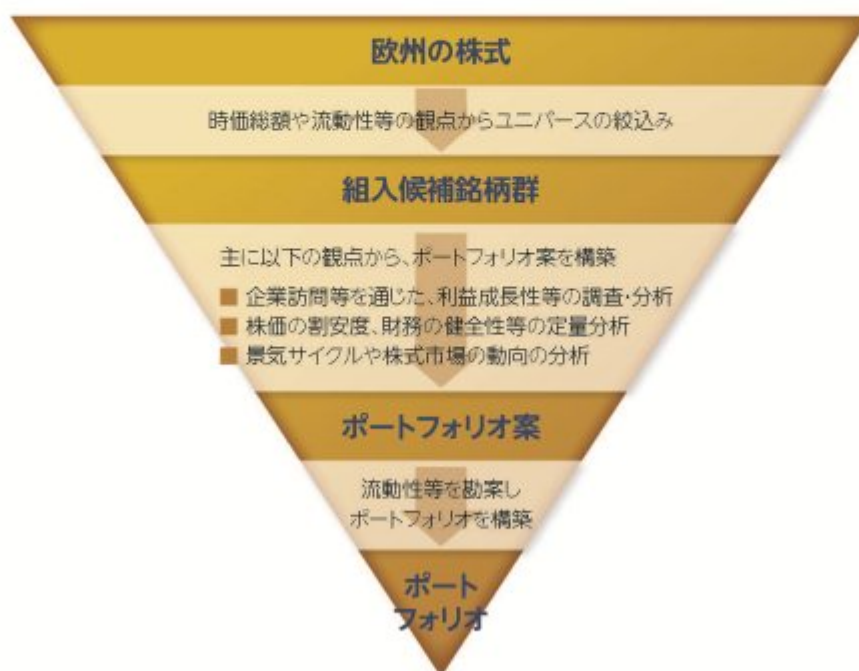 欧州の株式
時価総額や流動性等の観点からユニバースの絞込み
組入候補銘柄群
主に以下の観点から、ポートフォリオ案を構築
■ 企業訪問等を通じた、利益成長性等の調査・分析
■ 株価の割安度、財務の健全性等の定量分析
■ 景気サイクルや株式市場の動向の分析
ポートフォリオ案
流動性等を勘案し
ポートフォリオを構築
ポート
フォリオ